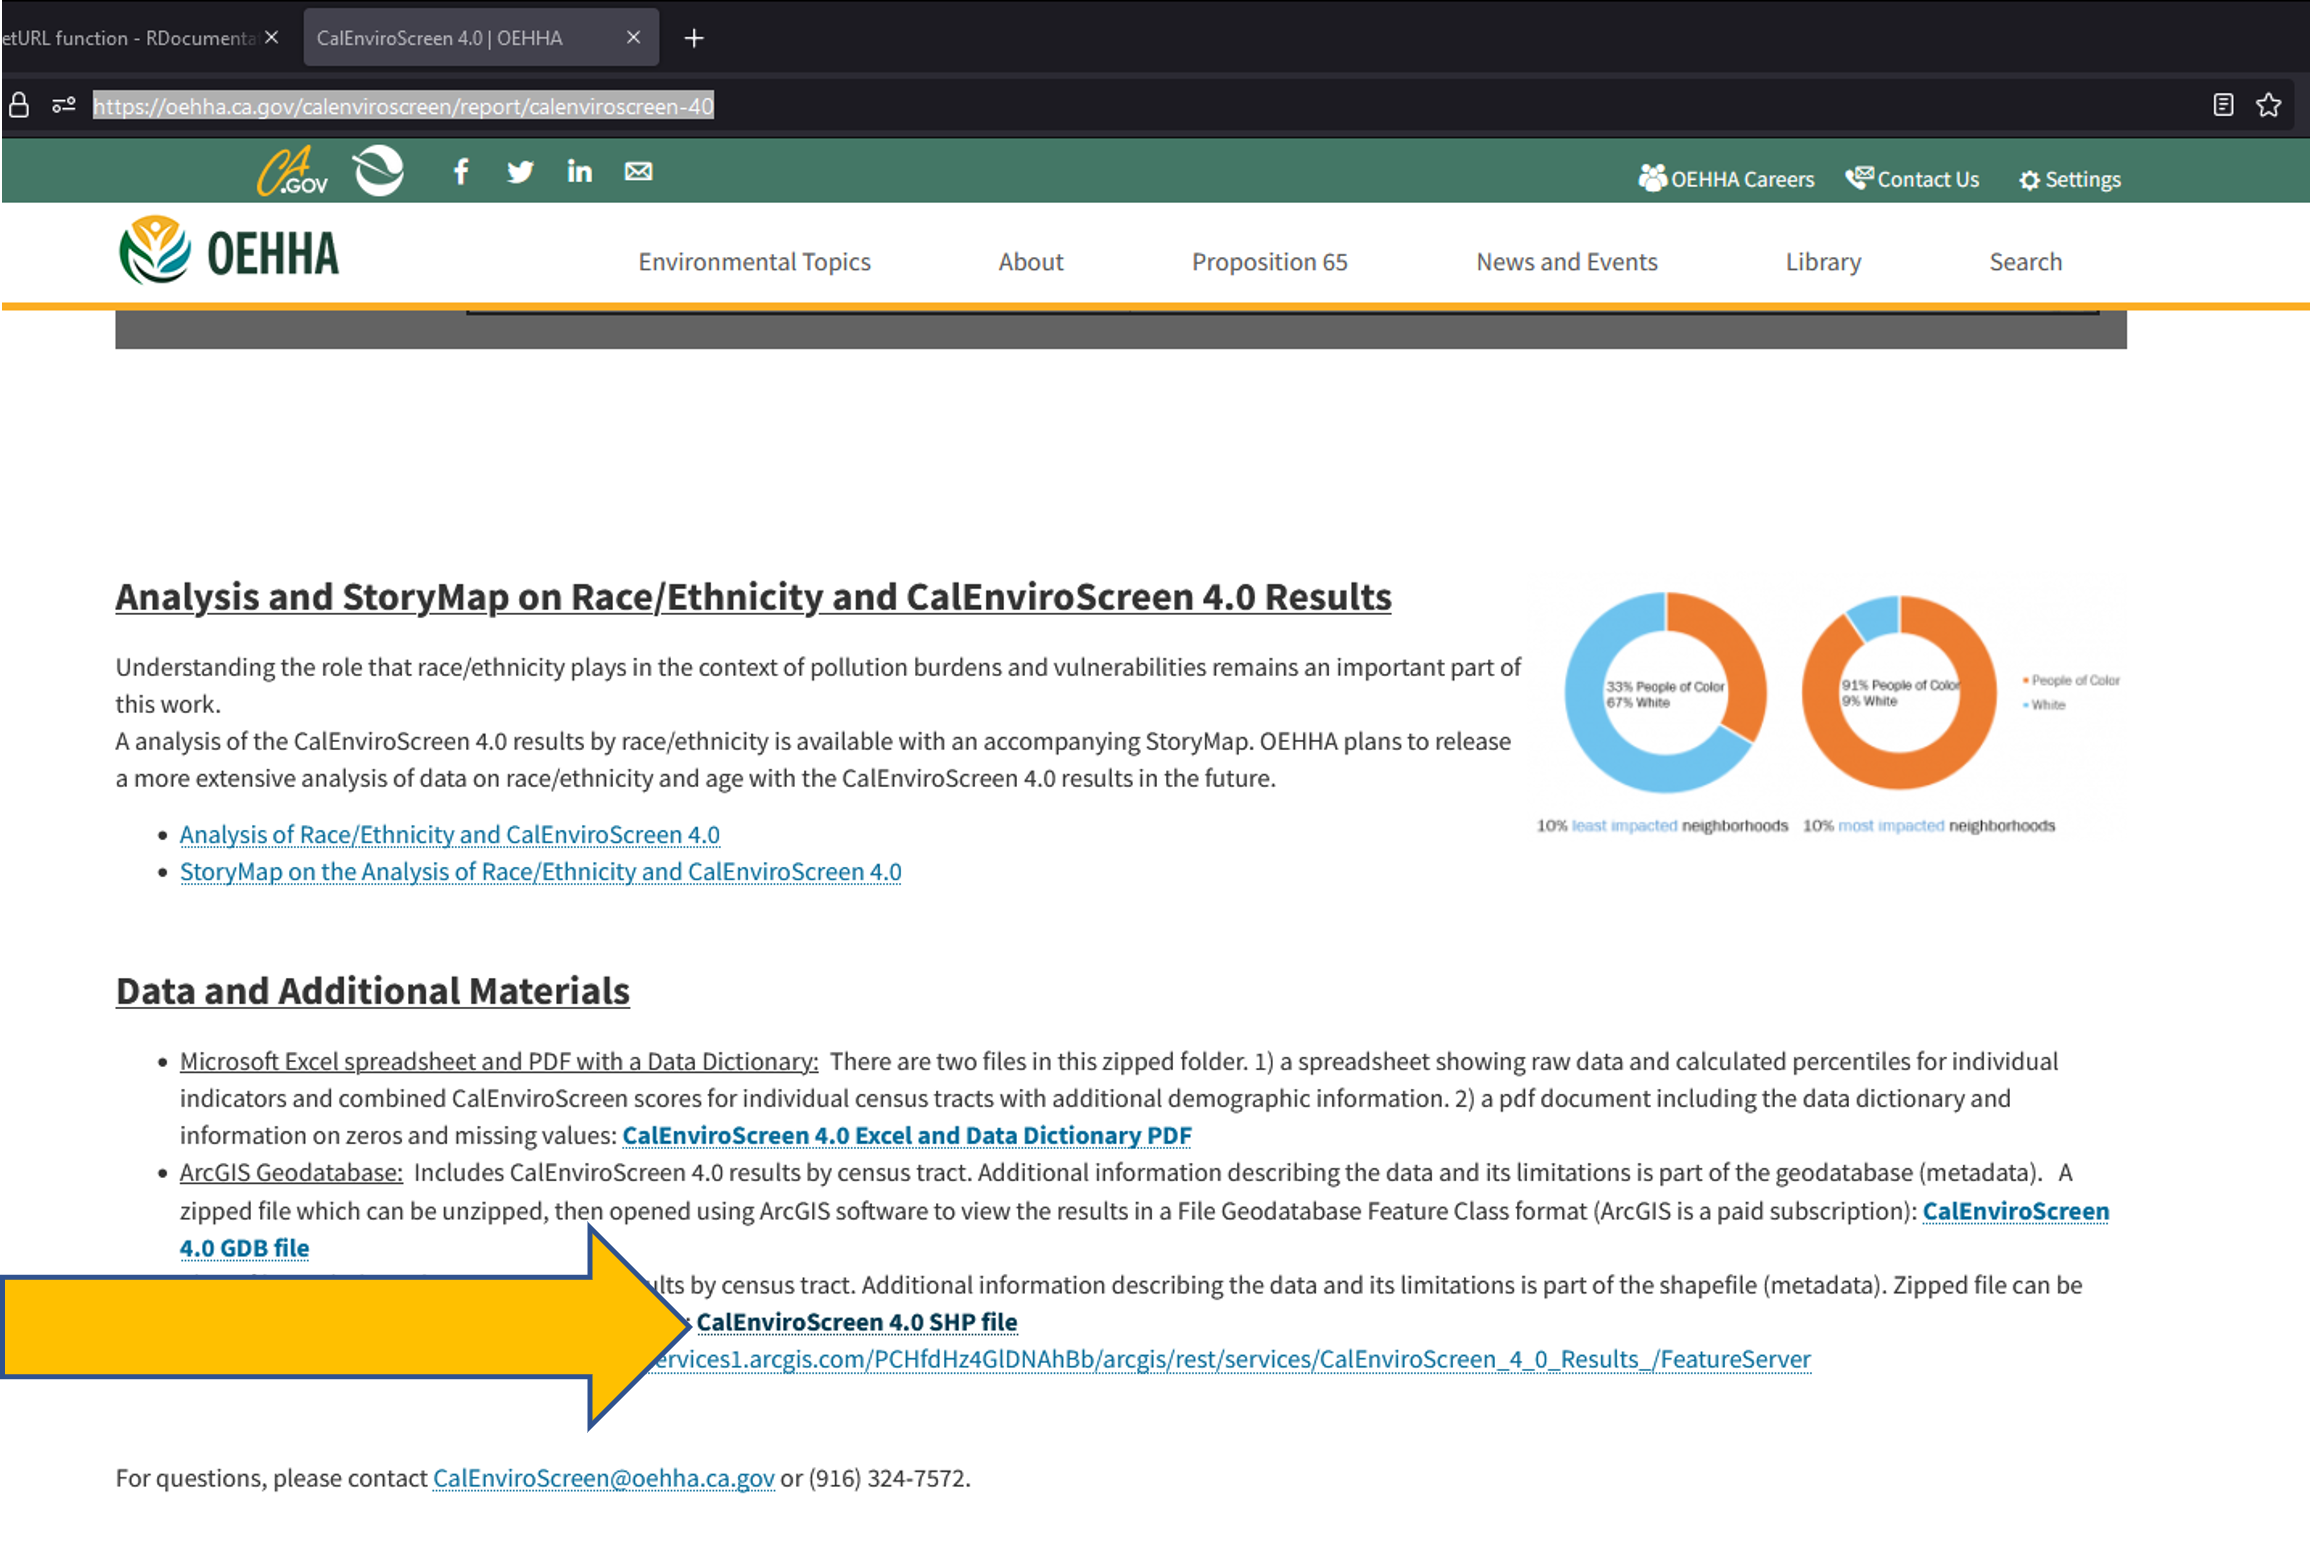 etURL function - RDocumenta
CalEnviroScreen 4.0 | OEHHA
https://oehha.ca.gov/calenviroscreen/report/calenviroscreen-40
CA.GOV
OEHHA Careers
Contact Us
Settings
OEHHA
Environmental Topics
About
Proposition 65
News and Events
Library
Search
Analysis and StoryMap on Race/Ethnicity and CalEnviroScreen 4.0 Results
Understanding the role that race/ethnicity plays in the context of pollution burdens and vulnerabilities remains an important part of
this work.
A analysis of the CalEnviroScreen 4.0 results by race/ethnicity is available with an accompanying StoryMap. OEHHA plans to release
a more extensive analysis of data on race/ethnicity and age with the CalEnviroScreen 4.0 results in the future.
• Analysis of Race/Ethnicity and CalEnviroScreen 4.0
• StoryMap on the Analysis of Race/Ethnicity and CalEnviroScreen 4.0
33% People of Color
67% White
91% People of Color
9% White
People of Color
White
10% least impacted neighborhoods
10% most impacted neighborhoods
Data and Additional Materials
• Microsoft Excel spreadsheet and PDF with a Data Dictionary: There are two files in this zipped folder. 1) a spreadsheet showing raw data and calculated percentiles for individual
indicators and combined CalEnviroScreen scores for individual census tracts with additional demographic information. 2) a pdf document including the data dictionary and
information on zeros and missing values: CalEnviroScreen 4.0 Excel and Data Dictionary PDF
• ArcGIS Geodatabase: Includes CalEnviroScreen 4.0 results by census tract. Additional information describing the data and its limitations is part of the geodatabase (metadata). A
zipped file which can be unzipped, then opened using ArcGIS software to view the results in a File Geodatabase Feature Class format (ArcGIS is a paid subscription): CalEnviroScreen
4.0 GDB file
ults by census tract. Additional information describing the data and its limitations is part of the shapefile (metadata). Zipped file can be
: CalEnviroScreen 4.0 SHP file
ervices1.arcgis.com/PCHfdHz4GlDNAhBb/arcgis/rest/services/CalEnviroScreen_4_0_Results_/FeatureServer
For questions, please contact CalEnviroScreen@oehha.ca.gov or (916) 324-7572.